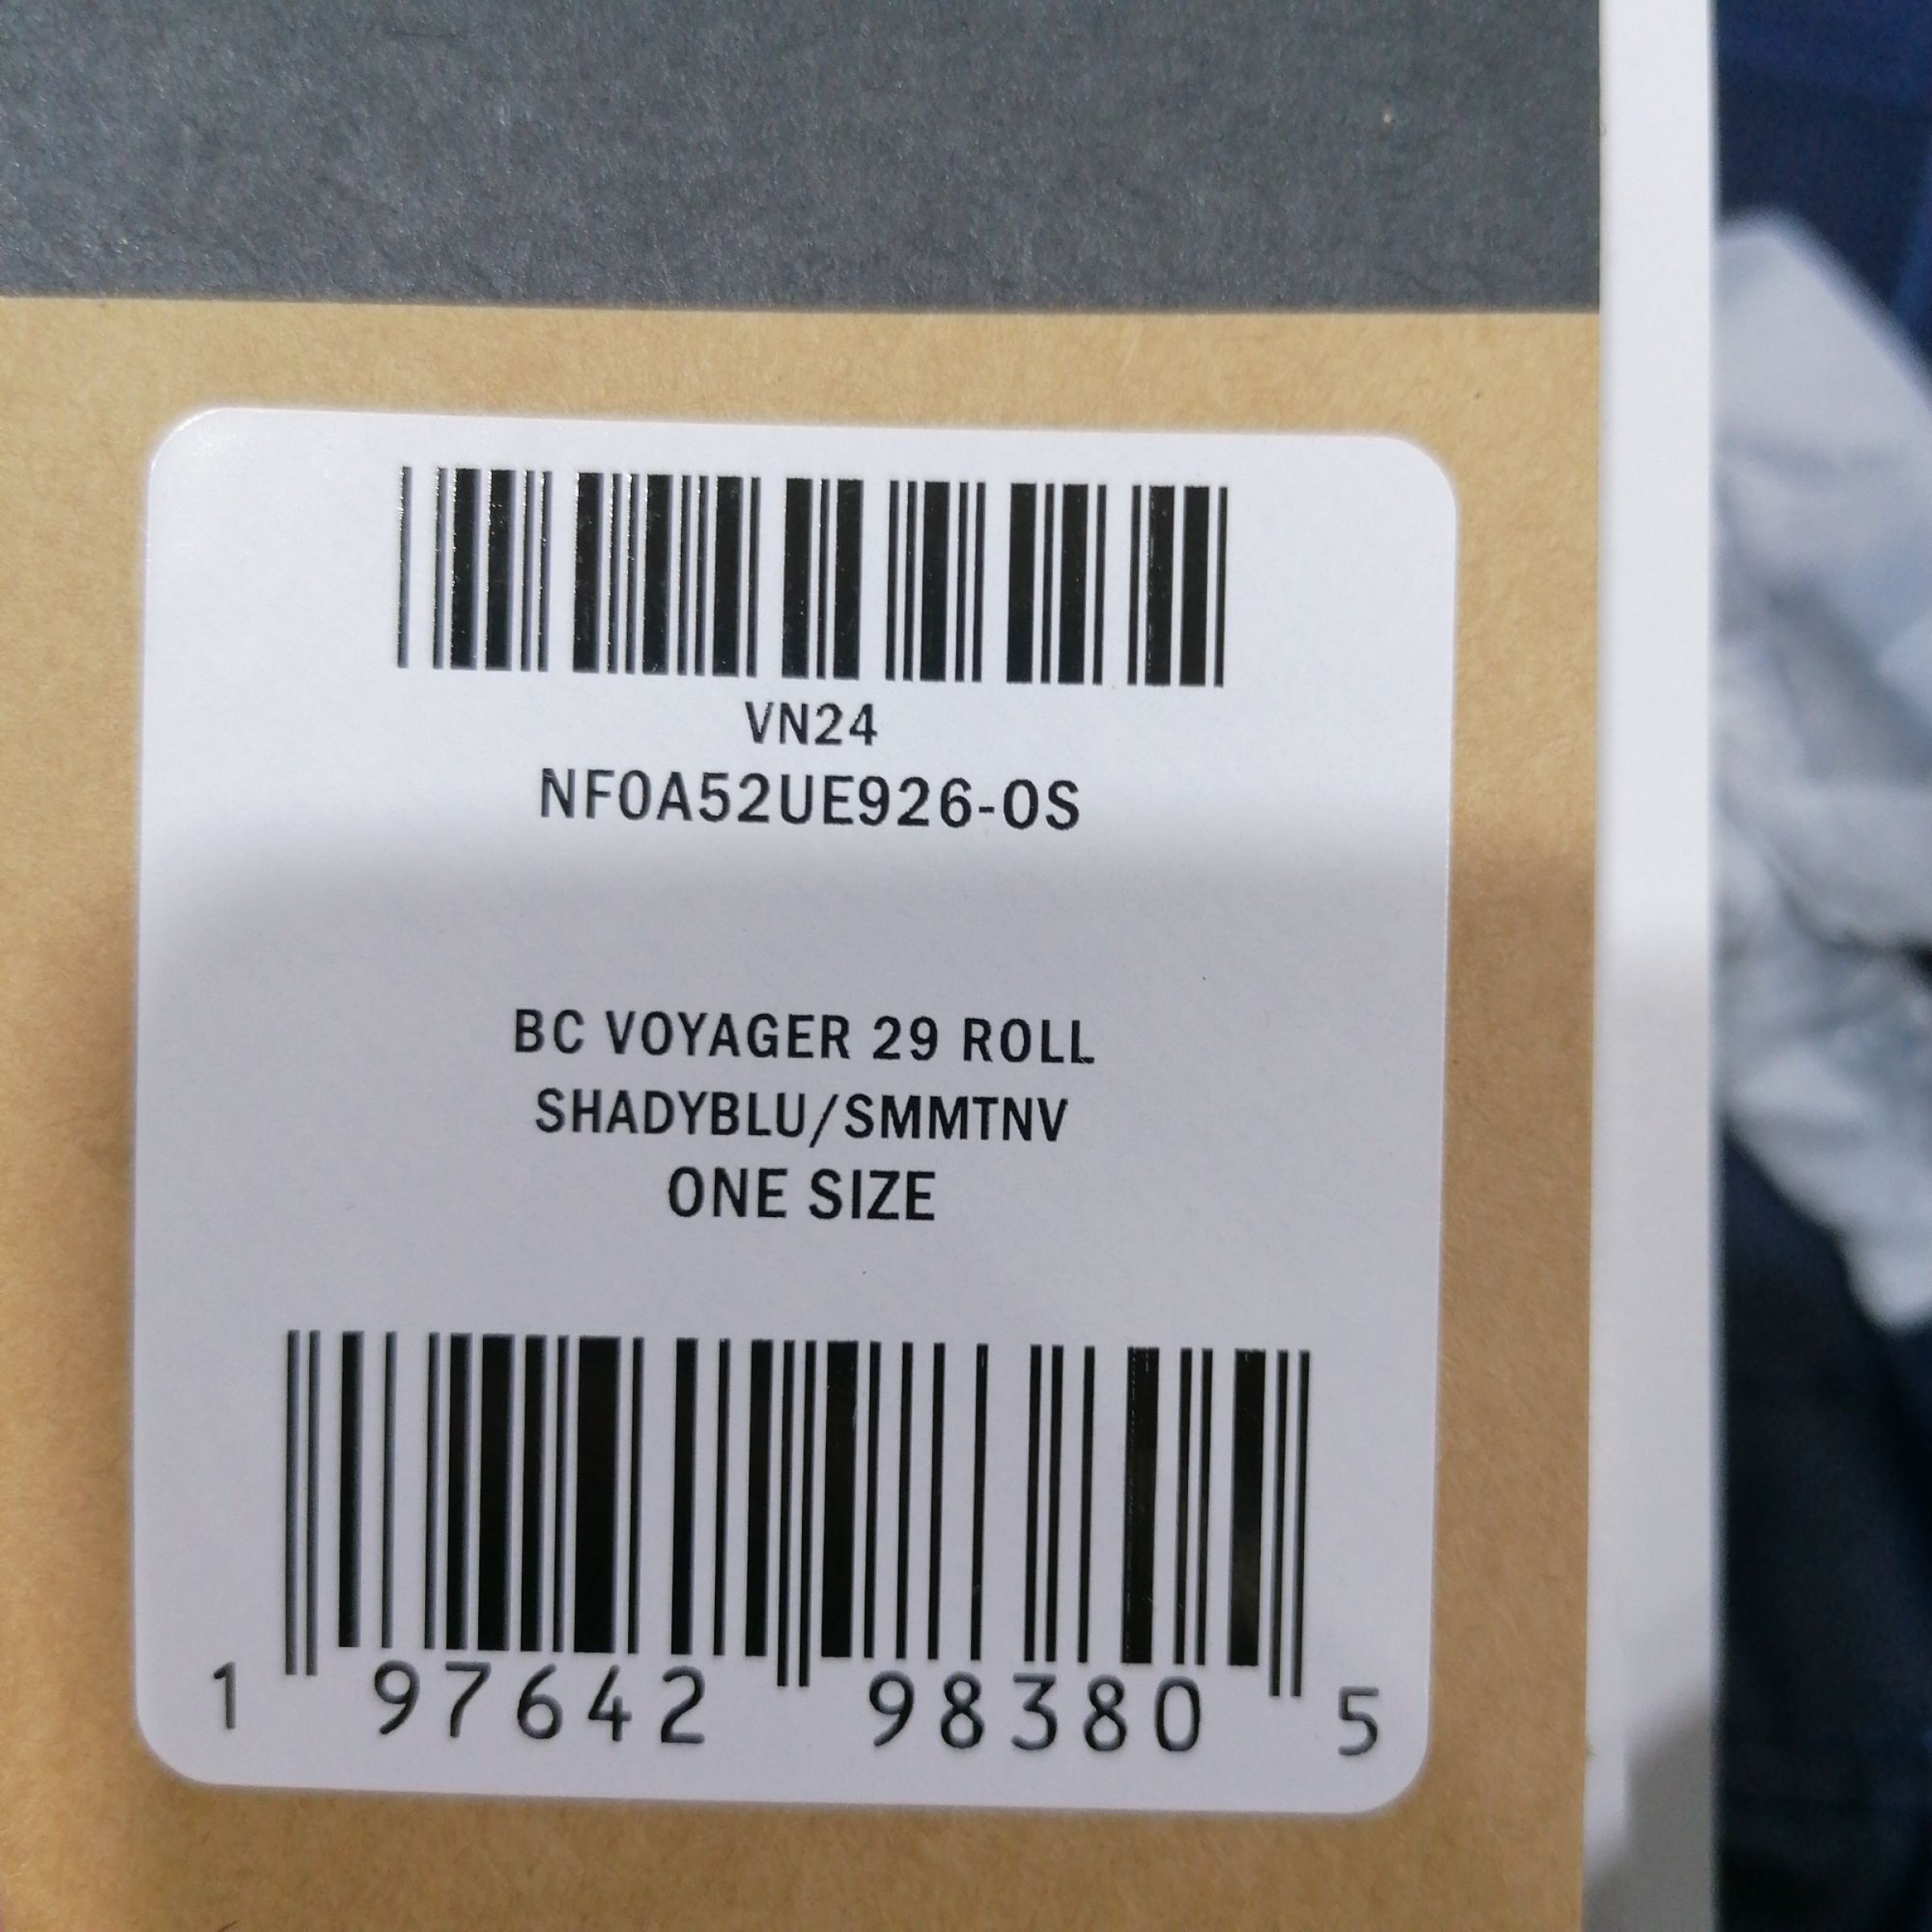 VN24
NF0A52UE926-OS
BC VOYAGER 29 ROLL
SHADYBLU/SMMTNV
ONE SIZE
1 97642 98380 5